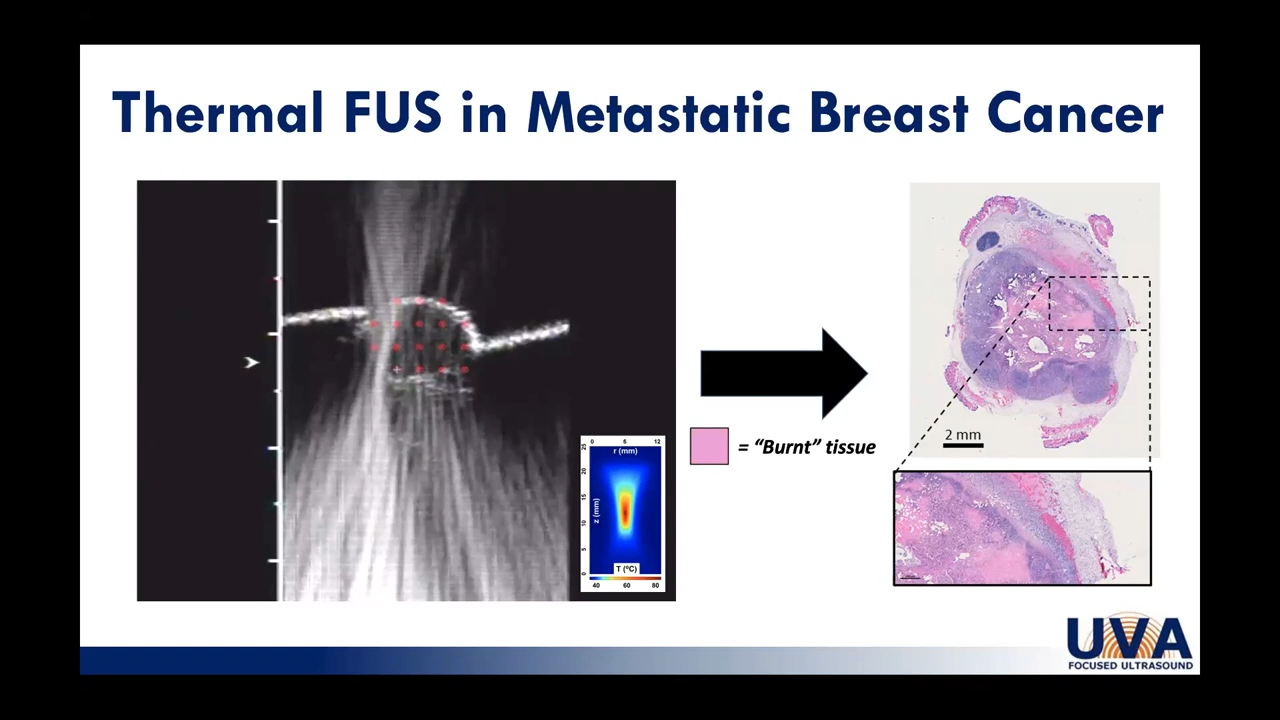 Thermal FUS in Metastatic Breast Cancer
0 6 12
r (mm)
25
20
15
z (mm)
10
5
0
T (°C)
40 60 80
= “Burnt” tissue
2 mm
UVA
FOCUSED ULTRASOUND